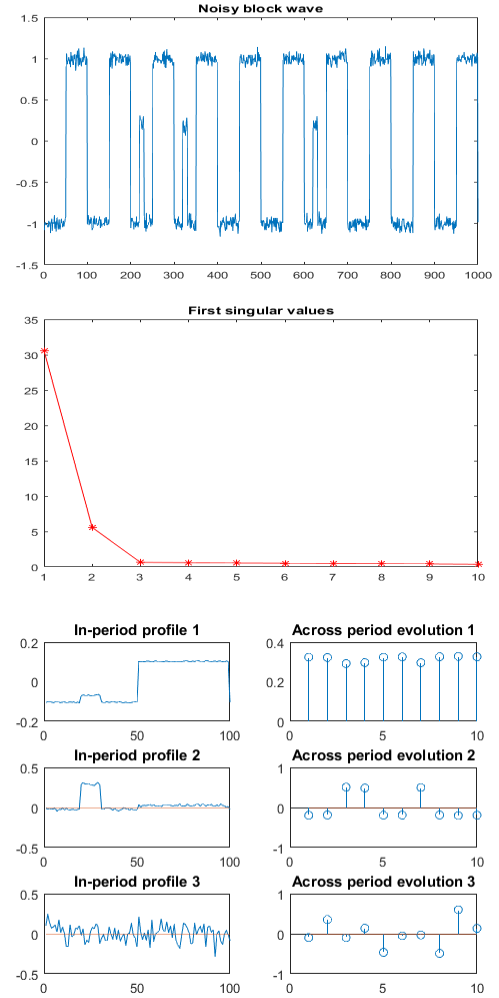 Noisy block wave
1.5
1
0.5
0
-0.5
-1
-1.5
0 100 200 300 400 500 600 700 800 900 1000
First singular values
35
30
25
20
15
10
5
0
1 2 3 4 5 6 7 8 9 10
In-period profile 1
0.2
0
-0.2
0 50 100
Across period evolution 1
0.4
0.2
0
0 5 10
In-period profile 2
0.5
0
-0.5
0 50 100
Across period evolution 2
1
0
-1
0 5 10
In-period profile 3
0.5
0
-0.5
0 50 100
Across period evolution 3
1
0
-1
0 5 10